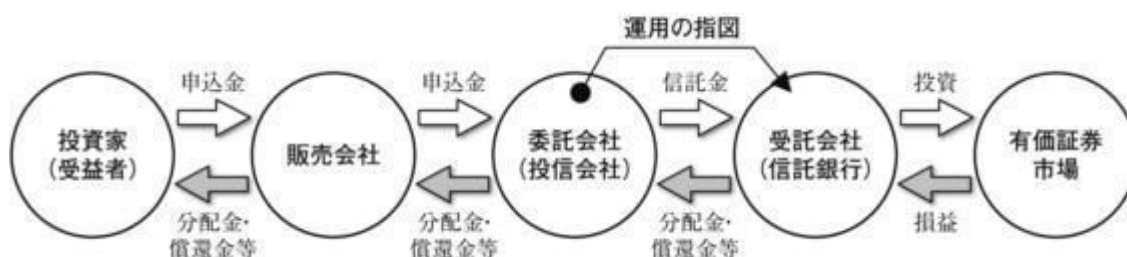 運用の指図
申込金
申込金
信託金
投資
投資家
(受益者)
販売会社
委託会社
(投信会社)
受託会社
(信託銀行)
有価証券
市場
分配金・
償還金等
分配金・
償還金等
分配金・
償還金等
損益